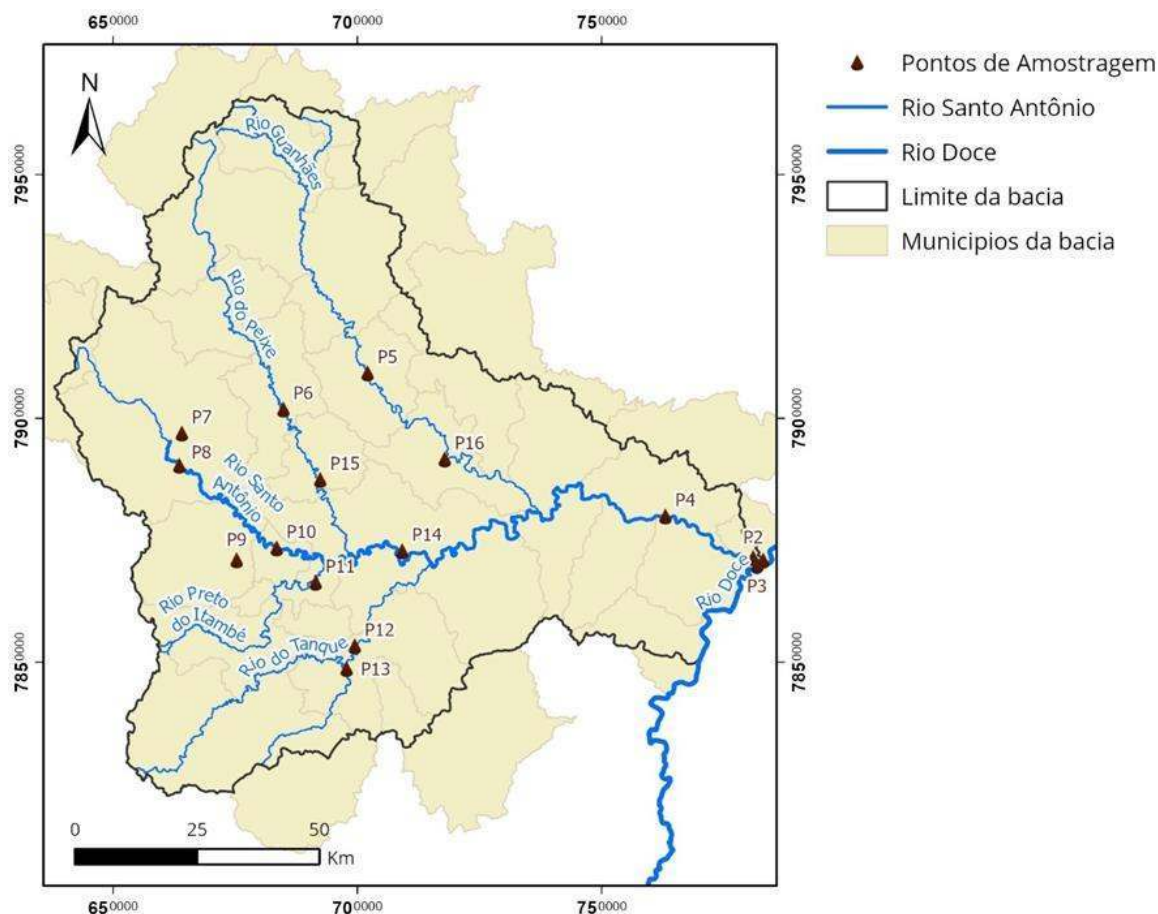 650000
700000
750000
N
7950000
7900000
7850000
7950000
7900000
7850000
Rio Guanhães
Rio do Peixe
P5
P6
P7
P8
P16
P15
Rio Santo
Antônio
P4
P9
P10
P14
P2
P11
P3
Rio Doce
Rio Preto
do Itambé
P12
Rio do Tanque
P13
0
25
50
Km
650000
700000
750000
Pontos de Amostragem
Rio Santo Antônio
Rio Doce
Limite da bacia
Municipios da bacia